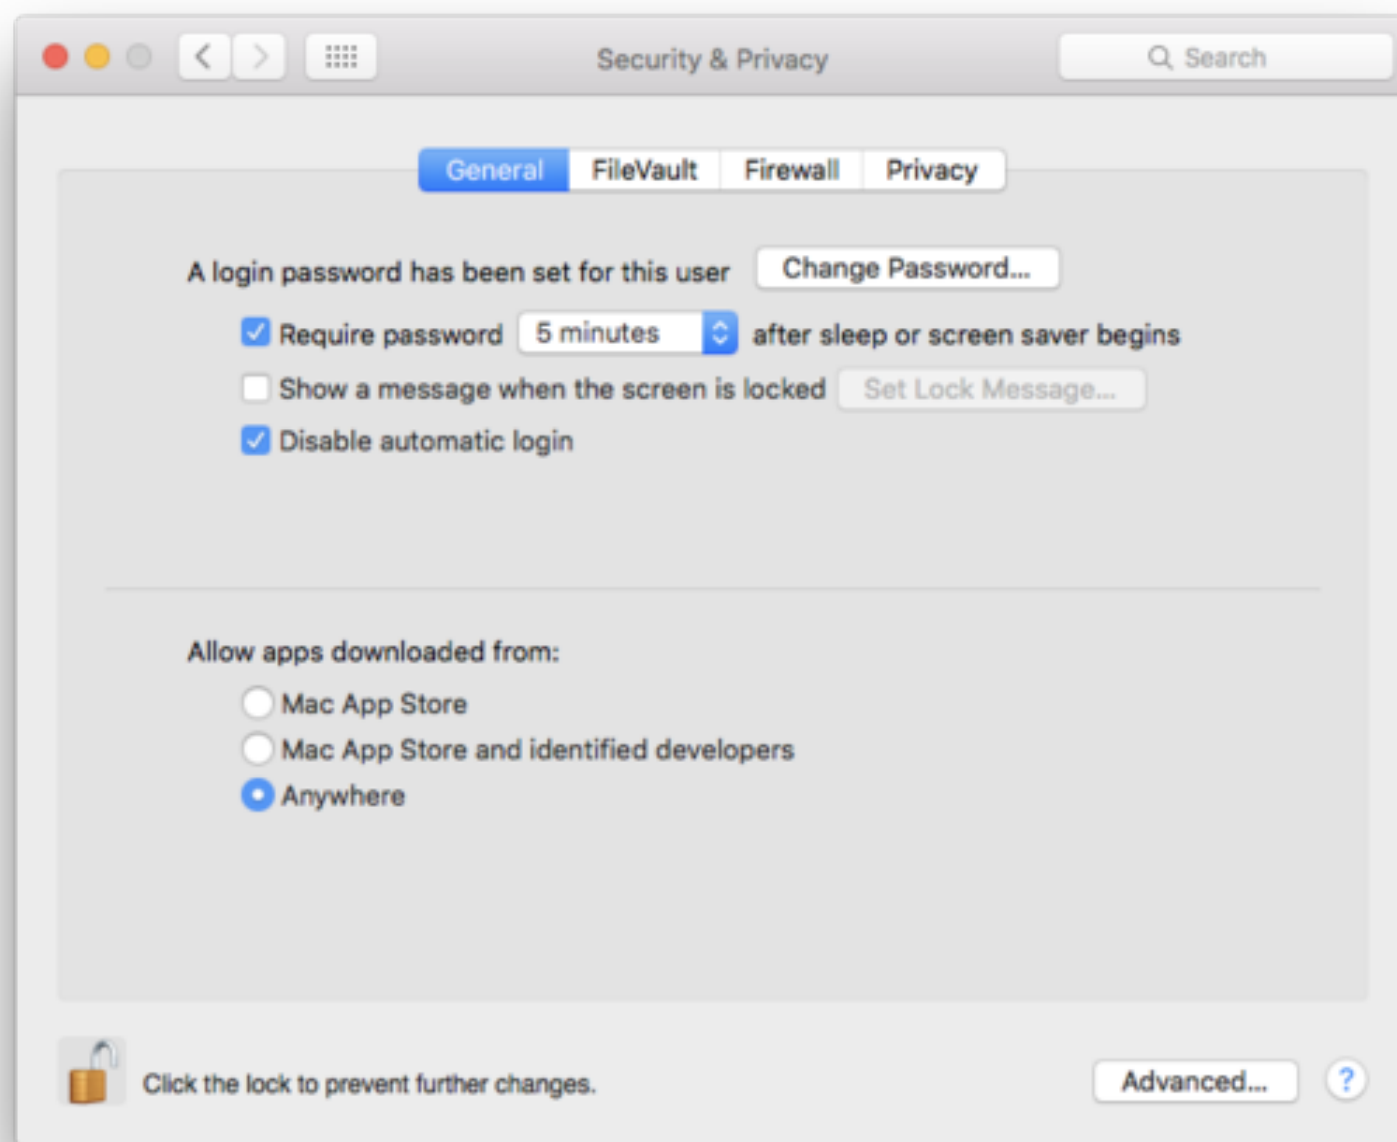 Security & Privacy
Search
General FileVault Firewall Privacy
A login password has been set for this user Change Password...
Require password 5 minutes after sleep or screen saver begins
Show a message when the screen is locked Set Lock Message...
Disable automatic login
Allow apps downloaded from:
Mac App Store
Mac App Store and identified developers
Anywhere
Click the lock to prevent further changes. Advanced... ?